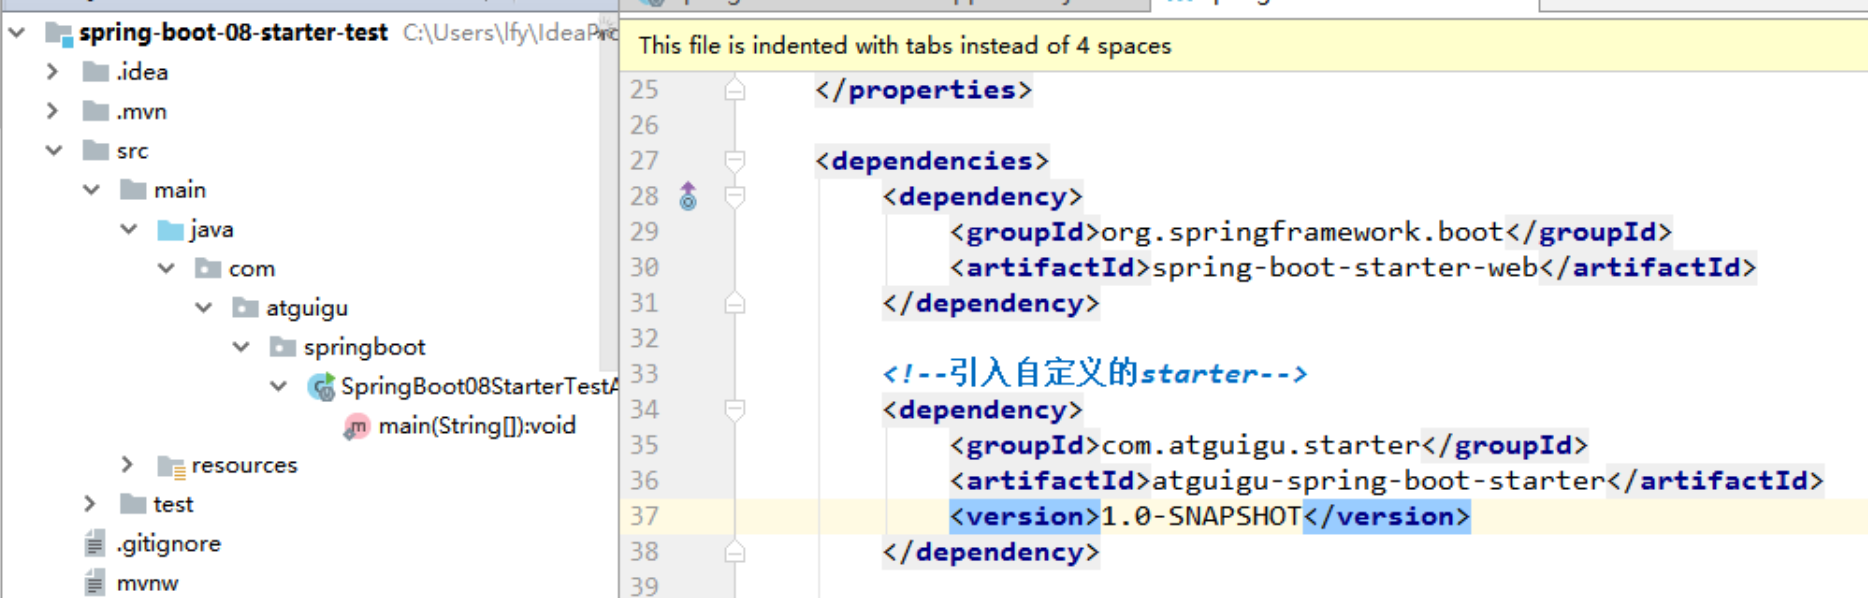 spring-boot-08-starter-test C:\Users\lfy\IdeaPrc
.idea
.mvn
src
main
java
com
atguigu
springboot
SpringBoot08StarterTestA
main(String[]):void
resources
test
.gitignore
mvnw
This file is indented with tabs instead of 4 spaces
25 </properties>
26
27 <dependencies>
28 <dependency>
29 <groupId>org.springframework.boot</groupId>
30 <artifactId>spring-boot-starter-web</artifactId>
31 </dependency>
32
33 <!--引入自定义的starter-->
34 <dependency>
35 <groupId>com.atguigu.starter</groupId>
36 <artifactId>atguigu-spring-boot-starter</artifactId>
37 <version>1.0-SNAPSHOT</version>
38 </dependency>
39